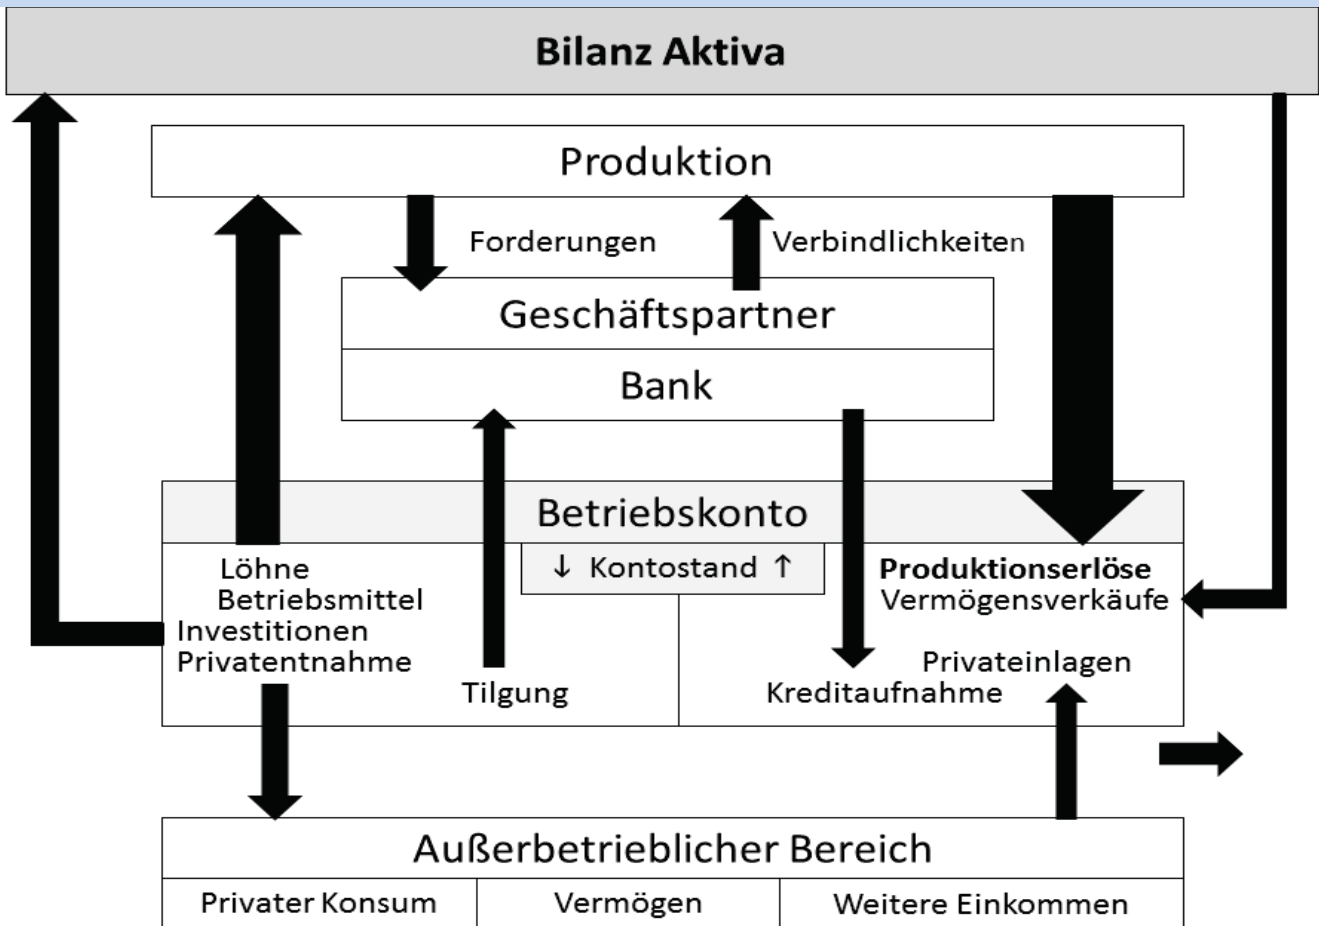 Bilanz Aktiva
Produktion
Forderungen
Verbindlichkeiten
Geschäftspartner
Bank
Betriebskonto
↓ Kontostand ↑
Löhne
Betriebsmittel
Investitionen
Privatentnahme
Tilgung
Produktionserlöse
Vermögensverkäufe
Privateinlagen
Kreditaufnahme
Außerbetrieblicher Bereich
Privater Konsum
Vermögen
Weitere Einkommen